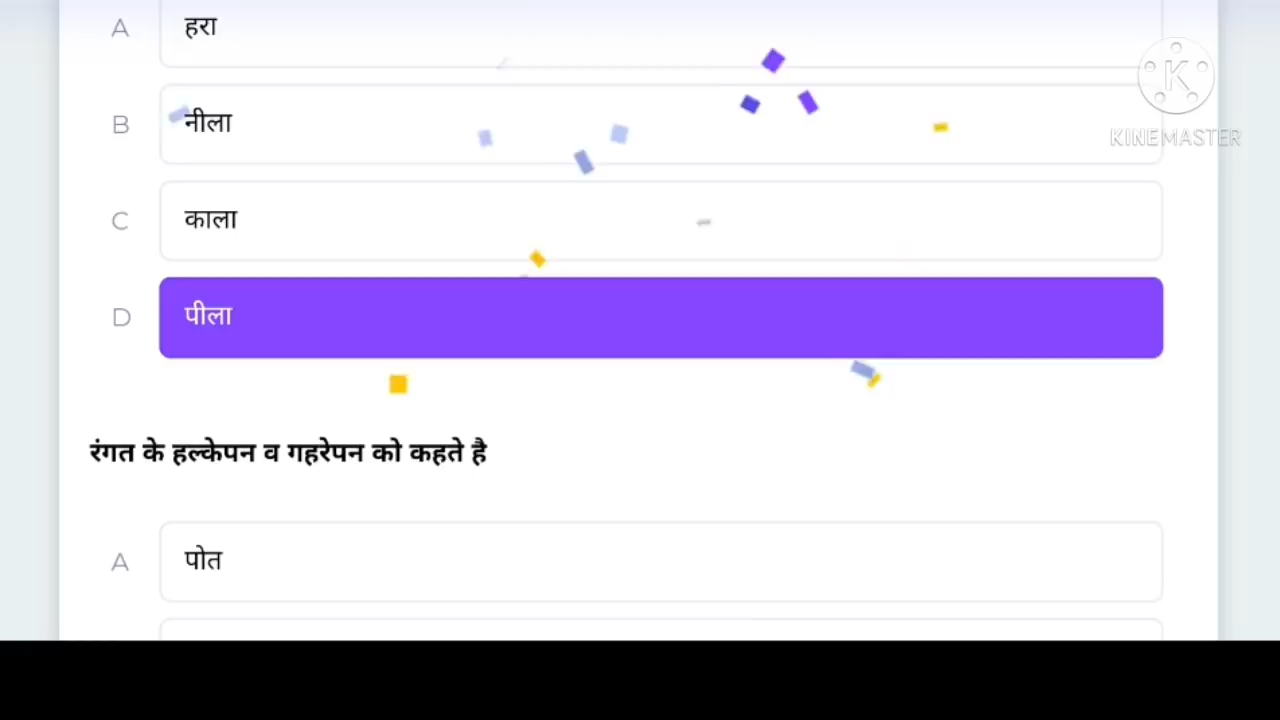 A हरा
B नीला
C काला
D पीला
रंगत के हल्केपन व गहरेपन को कहते है
A पोत
KINEMASTER